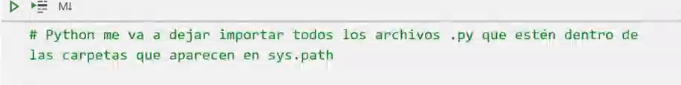 M↓
# Python me va a dejar importar todos los archivos .py que estén dentro de
las carpetas que aparecen en sys.path